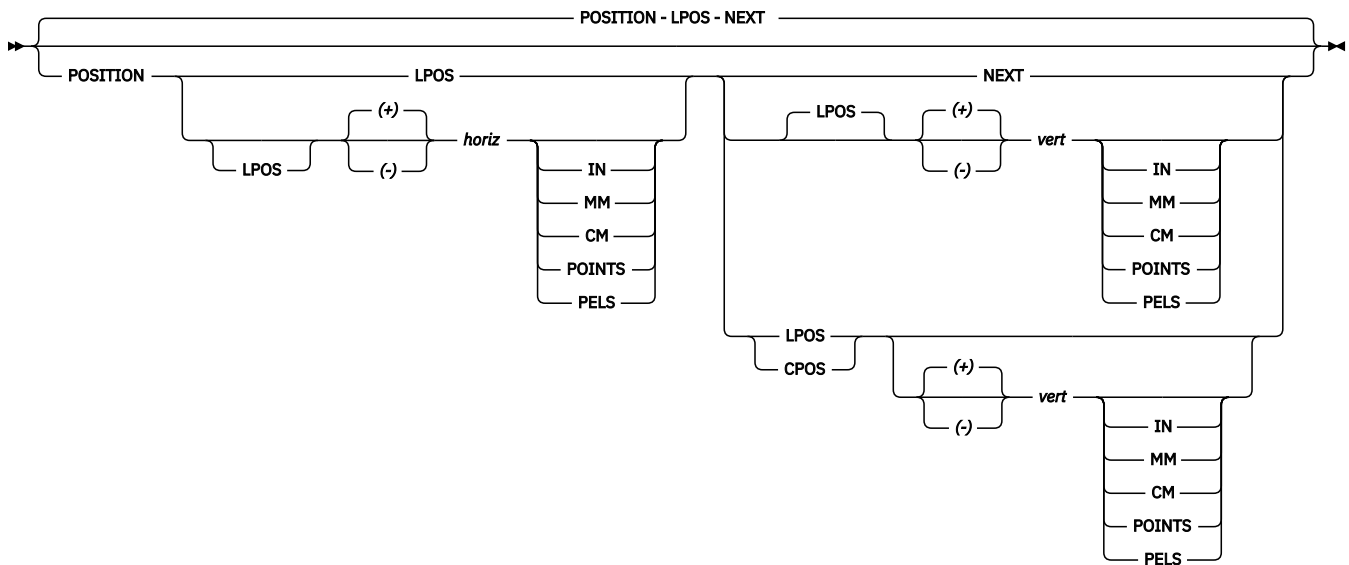 POSITION - LPOS - NEXT
POSITION LPOS NEXT
(+) LPOS (+)
horiz vert
LPOS (-) IN (-) IN
MM MM
CM CM
POINTS POINTS
PELS PELS
LPOS
CPOS (+)
vert
(-) IN
MM
CM
POINTS
PELS